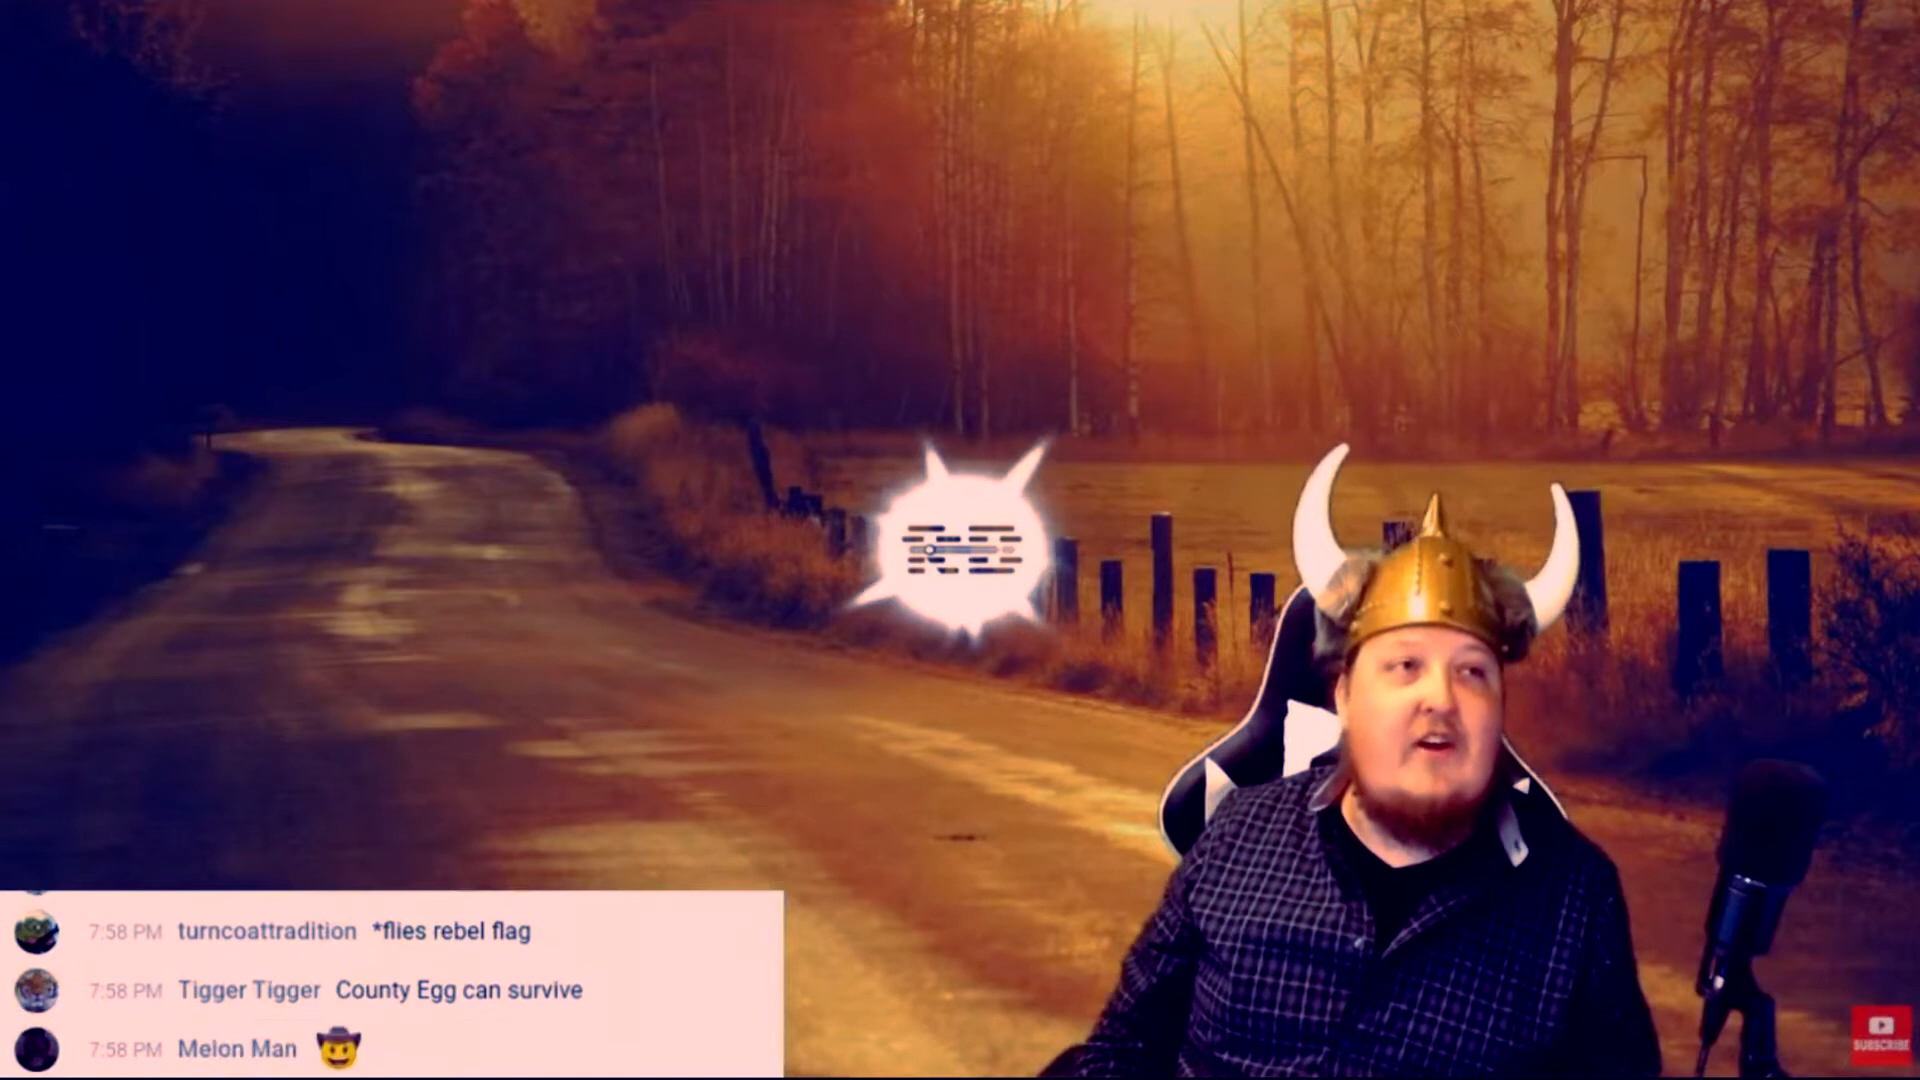 7:58 PM turncoattradition *flies rebel flag
7:58 PM Tigger Tigger County Egg can survive
7:58 PM Melon Man 🤠
SUBSCRIBE